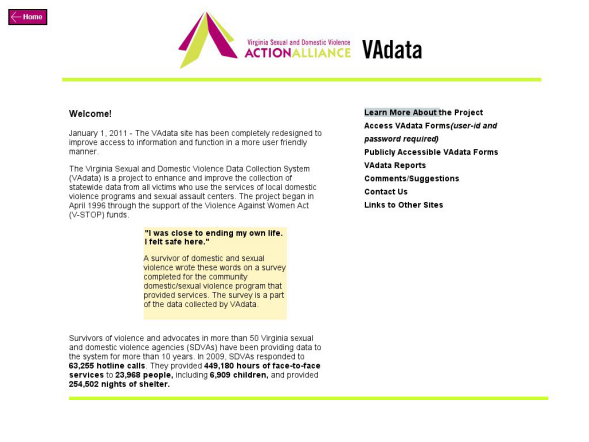 Home
Virginia Sexual and Domestic Violence
ACTIONALLIANCE
VAdata
Welcome!
January 1, 2011 - The VAdata site has been completely redesigned to
improve access to information and function in a more user friendly
manner.
The Virginia Sexual and Domestic Violence Data Collection System
(VAdata) is a project to enhance and improve the collection of
statewide data from all victims who use the services of local domestic
violence programs and sexual assault centers. The project began in
April 1996 through the support of the Violence Against Women Act
(V-STOP) funds.
"I was close to ending my own life.
I felt safe here."
A survivor of domestic and sexual
violence wrote these words on a survey
completed for the community
domestic/sexual violence program that
provided services. The survey is a part
of the data collected by VAdata.
Survivors of violence and advocates in more than 50 Virginia sexual
and domestic violence agencies (SDVAs) have been providing data to
the system for more than 10 years. In 2009, SDVAs responded to
63,255 hotline calls. They provided 449,180 hours of face-to-face
services to 23,968 people, including 6,909 children, and provided
254,502 nights of shelter.
Learn More About the Project
Access VAdata Forms(user-id and
password required)
Publicly Accessible VAdata Forms
VAdata Reports
Comments/Suggestions
Contact Us
Links to Other Sites